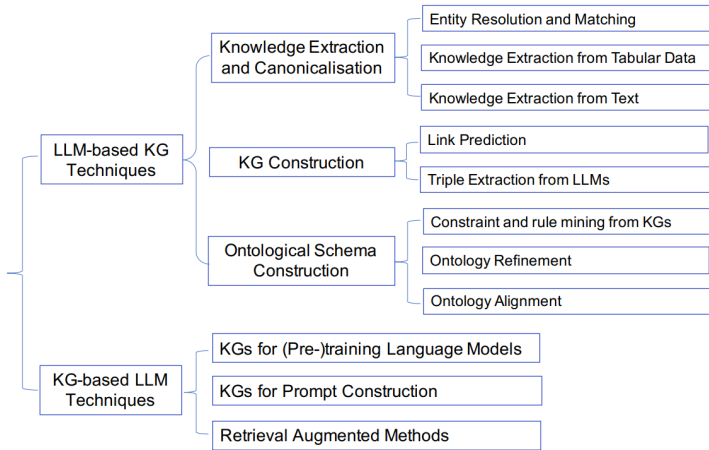 Entity Resolution and Matching
Knowledge Extraction
and Canonicalisation
Knowledge Extraction from Tabular Data
Knowledge Extraction from Text
LLM-based KG
Techniques
KG Construction
Link Prediction
Triple Extraction from LLMs
Ontological Schema
Construction
Constraint and rule mining from KGs
Ontology Refinement
Ontology Alignment
KG-based LLM
Techniques
KGs for (Pre-)training Language Models
KGs for Prompt Construction
Retrieval Augmented Methods